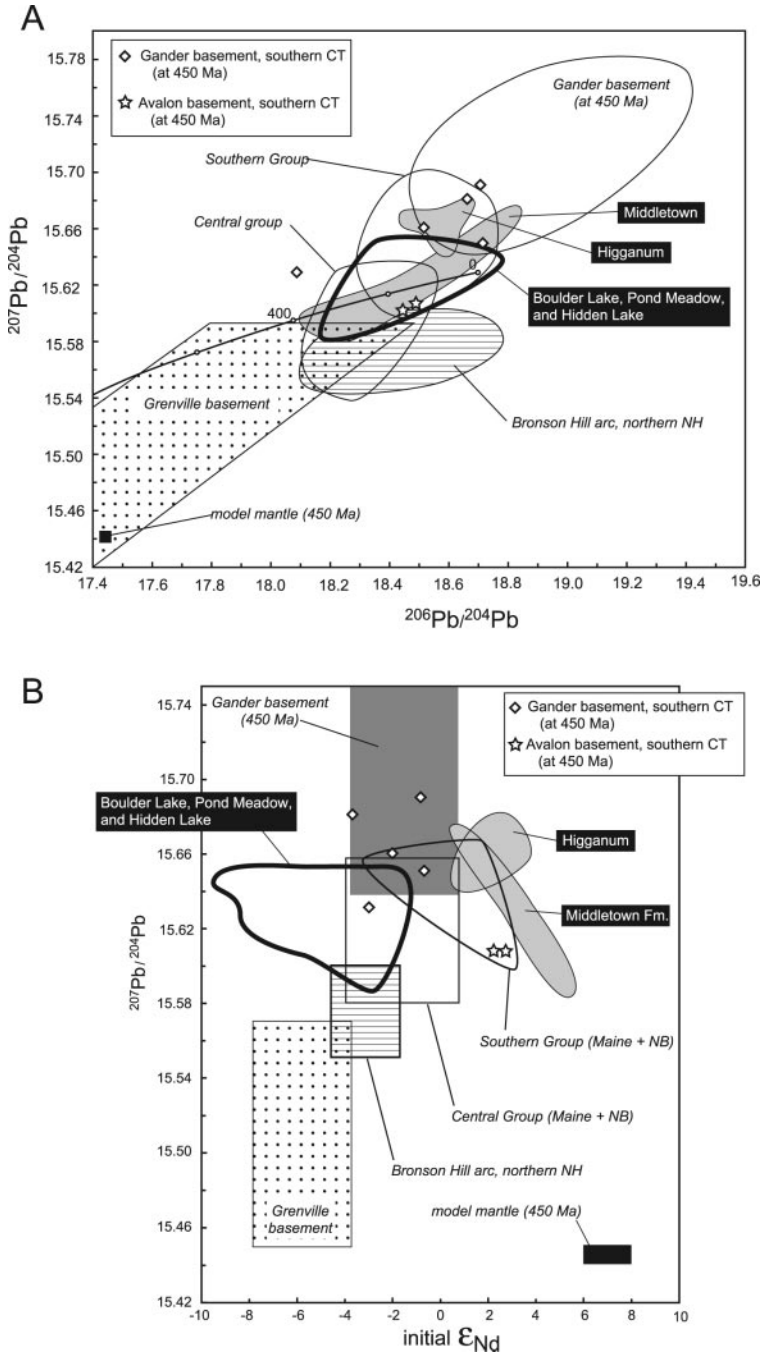 A
Gander basement, southern CT
(at 450 Ma)
Avalon basement, southern CT
(at 450 Ma)
Gander basement
(at 450 Ma)
Southern Group
Central group
Middletown
Higganum
Boulder Lake, Pond Meadow,
and Hidden Lake
0
400
Grenville basement
Bronson Hill arc, northern NH
model mantle (450 Ma)
15.78
15.74
15.70
15.66
15.62
15.58
15.54
15.50
15.46
15.42
207Pb/204Pb
17.4 17.6 17.8 18.0 18.2 18.4 18.6 18.8 19.0 19.2 19.4 19.6
206Pb/204Pb
B
Gander basement
(450 Ma)
Gander basement, southern CT
(at 450 Ma)
Avalon basement, southern CT
(at 450 Ma)
Boulder Lake, Pond Meadow,
and Hidden Lake
Higganum
Middletown Fm.
Southern Group (Maine + NB)
Central Group (Maine + NB)
Bronson Hill arc, northern NH
Grenville
basement
model mantle (450 Ma)
15.74
15.70
15.66
15.62
15.58
15.54
15.50
15.46
15.42
207Pb/204Pb
-10 -8 -6 -4 -2 0 2 4 6 8 10
initial εNd